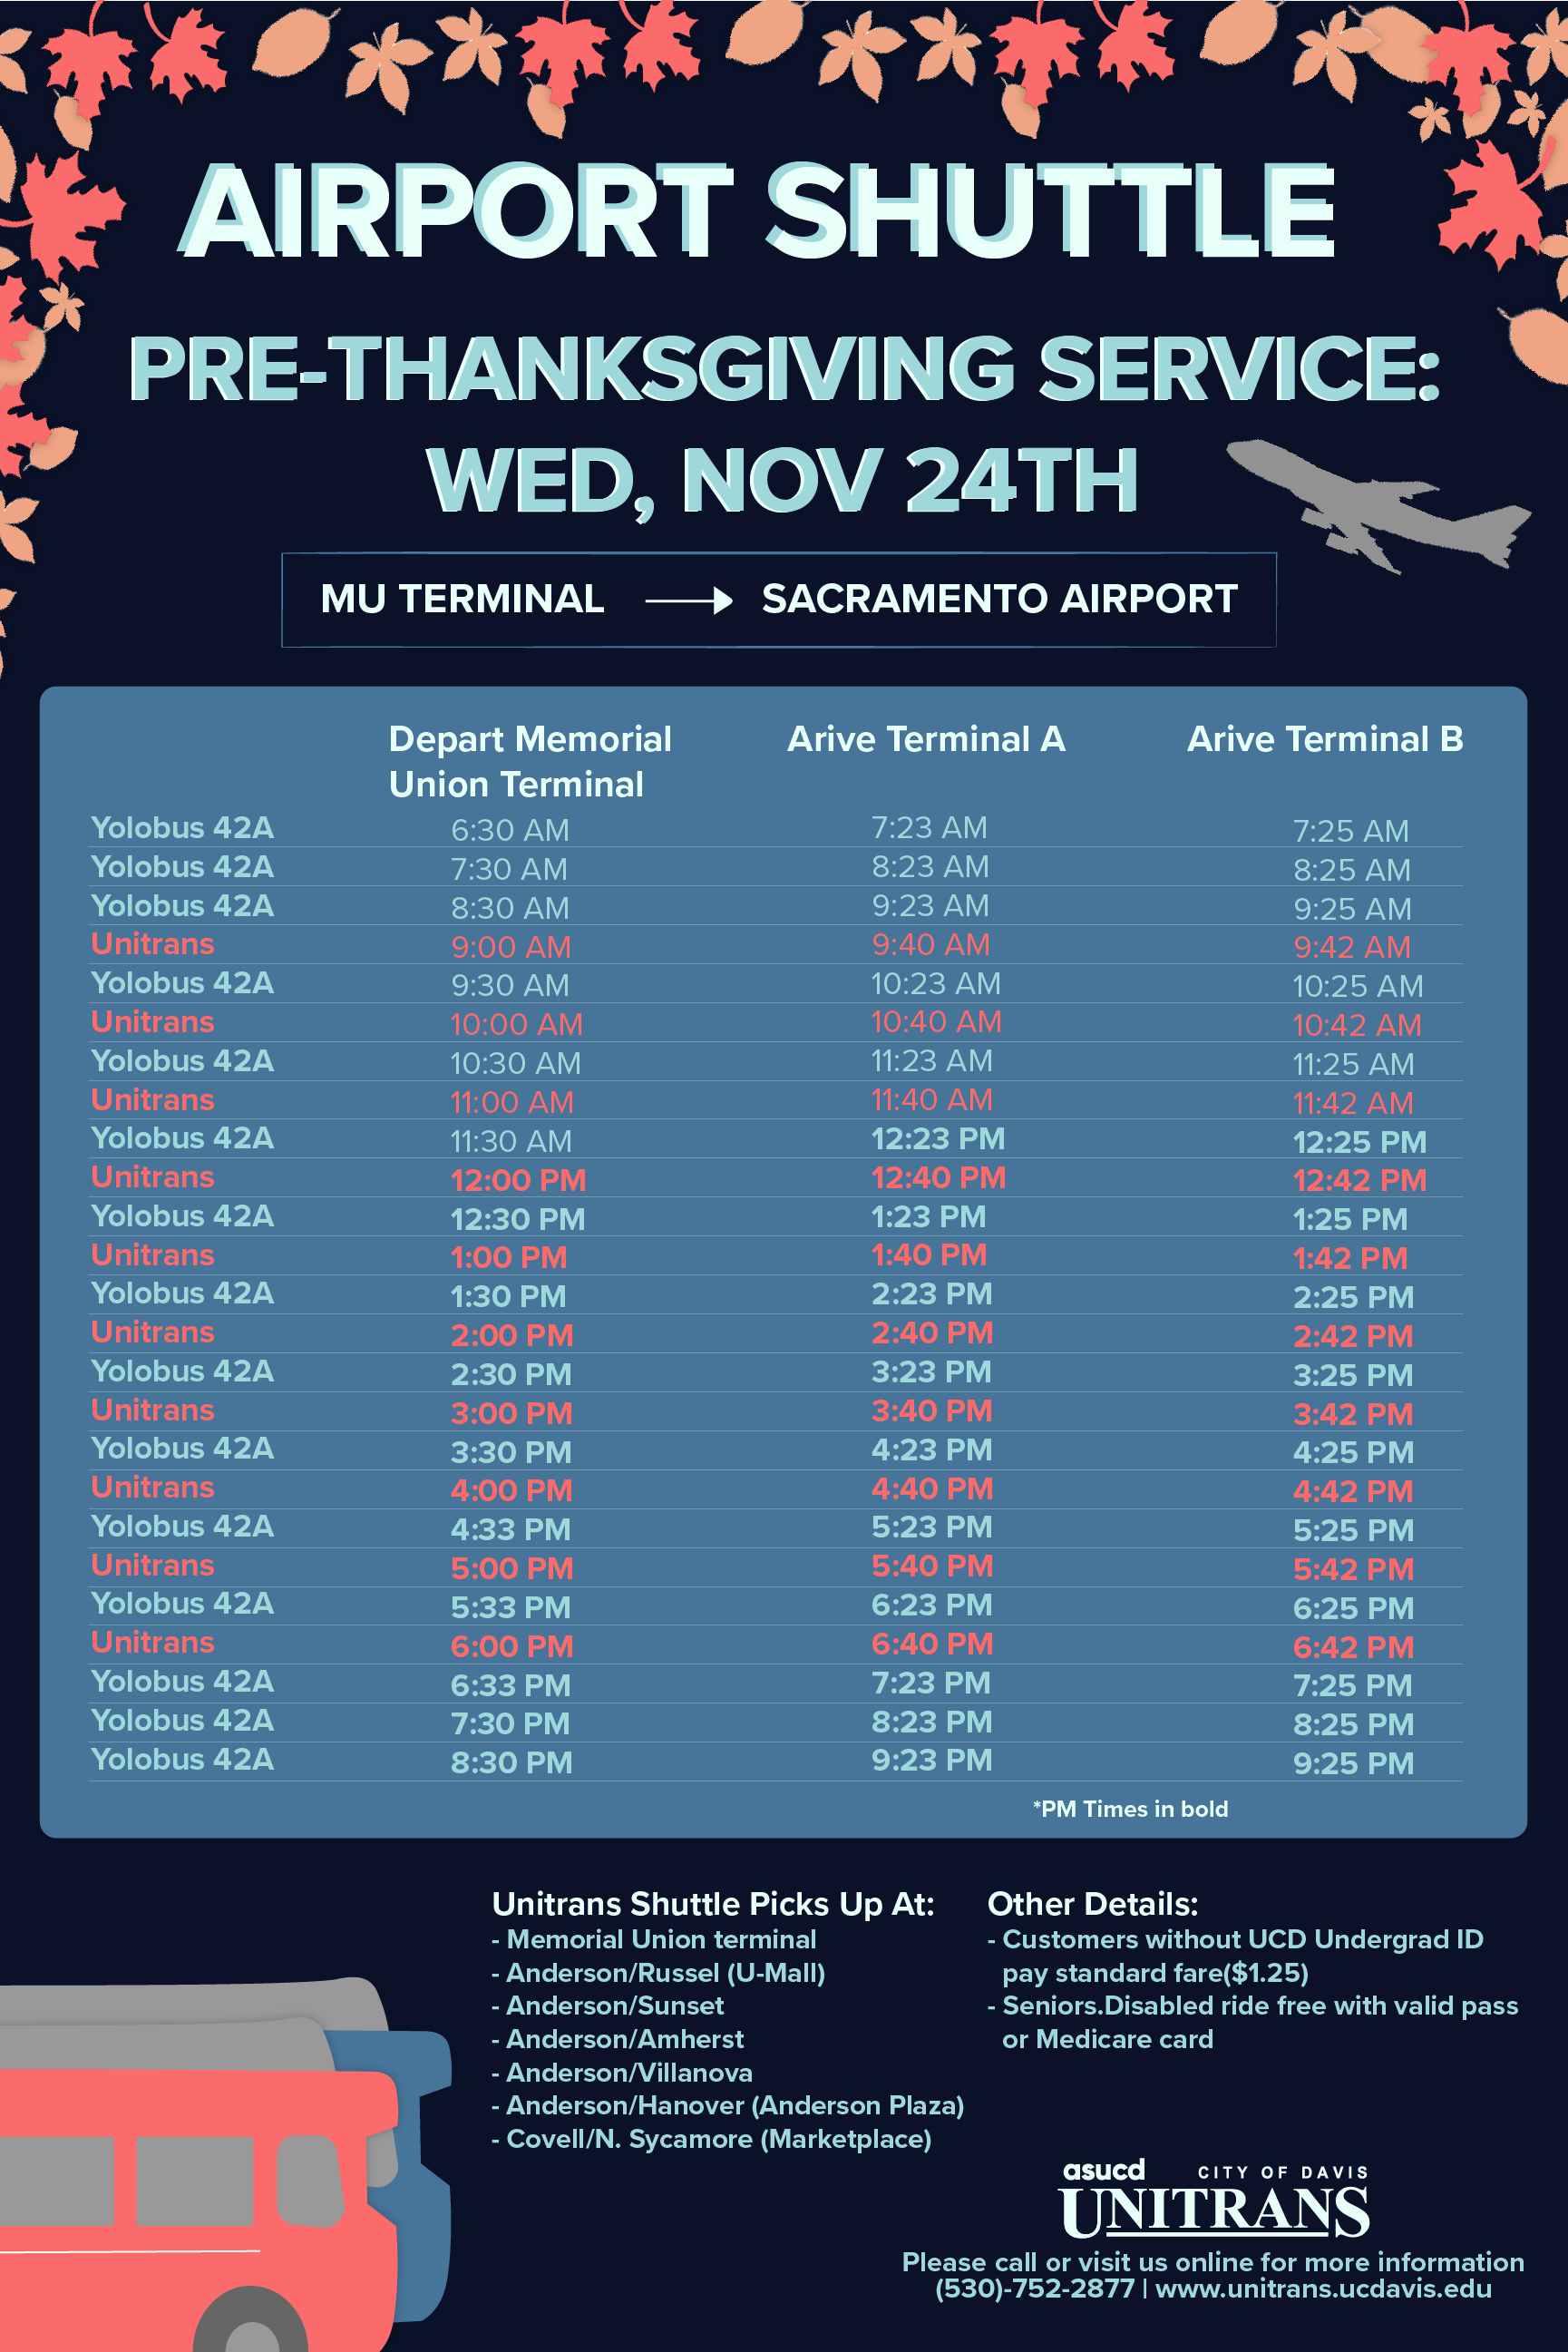 AIRPORT SHUTTLE
PRE-THANKSGIVING SERVICE:
WED, NOV 24TH
MU TERMINAL SACRAMENTO AIRPORT
Depart Memorial Arive Terminal A Arive Terminal B
Union Terminal
Yolobus 42A 6:30 AM 7:23 AM 7:25 AM
Yolobus 42A 7:30 AM 8:23 AM 8:25 AM
Yolobus 42A 8:30 AM 9:23 AM 9:25 AM
Unitrans 9:00 AM 9:40 AM 9:42 AM
Yolobus 42A 9:30 AM 10:23 AM 10:25 AM
Unitrans 10:00 AM 10:40 AM 10:42 AM
Yolobus 42A 10:30 AM 11:23 AM 11:25 AM
Unitrans 11:00 AM 11:40 AM 11:42 AM
Yolobus 42A 11:30 AM 12:23 PM 12:25 PM
Unitrans 12:00 PM 12:40 PM 12:42 PM
Yolobus 42A 12:30 PM 1:23 PM 1:25 PM
Unitrans 1:00 PM 1:40 PM 1:42 PM
Yolobus 42A 1:30 PM 2:23 PM 2:25 PM
Unitrans 2:00 PM 2:40 PM 2:42 PM
Yolobus 42A 2:30 PM 3:23 PM 3:25 PM
Unitrans 3:00 PM 3:40 PM 3:42 PM
Yolobus 42A 3:30 PM 4:23 PM 4:25 PM
Unitrans 4:00 PM 4:40 PM 4:42 PM
Yolobus 42A 4:33 PM 5:23 PM 5:25 PM
Unitrans 5:00 PM 5:40 PM 5:42 PM
Yolobus 42A 5:33 PM 6:23 PM 6:25 PM
Unitrans 6:00 PM 6:40 PM 6:42 PM
Yolobus 42A 6:33 PM 7:23 PM 7:25 PM
Yolobus 42A 7:30 PM 8:23 PM 8:25 PM
Yolobus 42A 8:30 PM 9:23 PM 9:25 PM
*PM Times in bold
Unitrans Shuttle Picks Up At:
- Memorial Union terminal
- Anderson/Russel (U-Mall)
- Anderson/Sunset
- Anderson/Amherst
- Anderson/Villanova
- Anderson/Hanover (Anderson Plaza)
- Covell/N. Sycamore (Marketplace)
Other Details:
- Customers without UCD Undergrad ID
pay standard fare($1.25)
- Seniors.Disabled ride free with valid pass
or Medicare card
asucd CITY OF DAVIS
UNITRANS
Please call or visit us online for more information
(530)-752-2877 | www.unitrans.ucdavis.edu